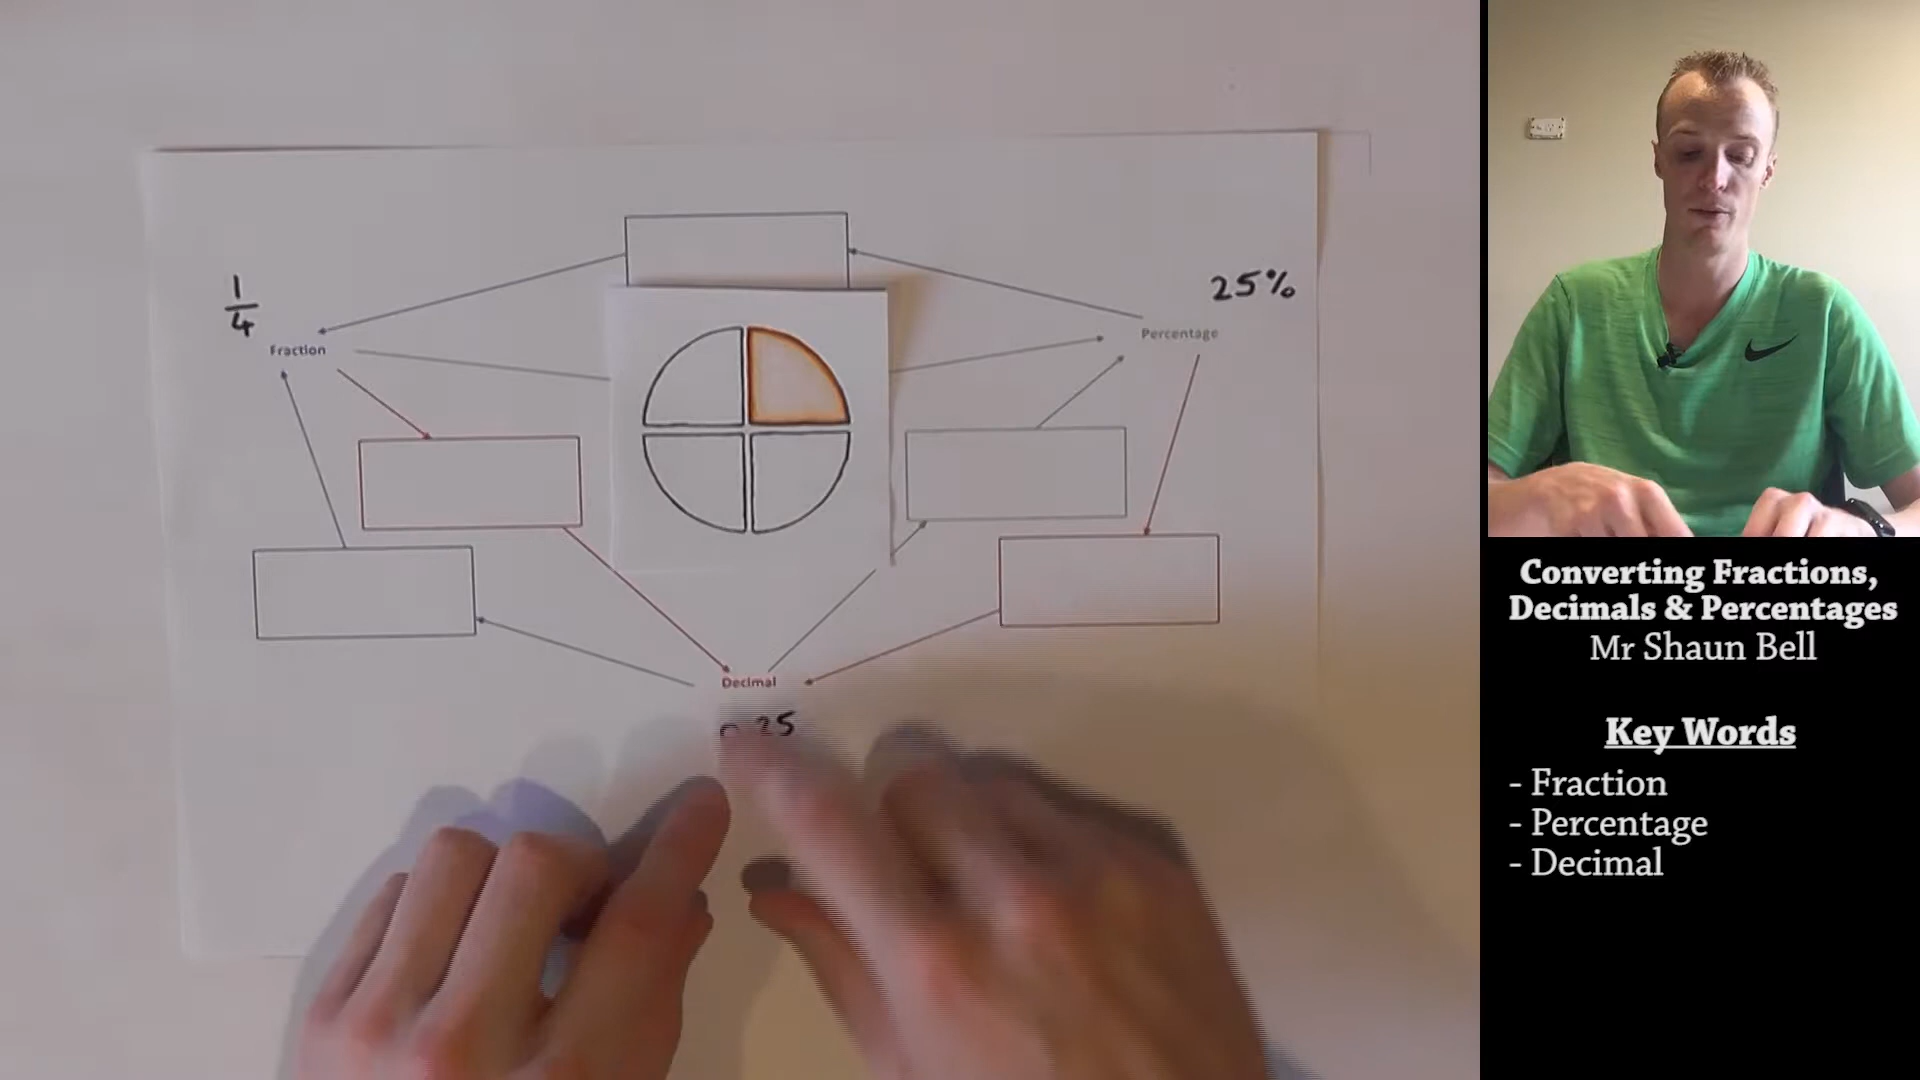 1
4
25%
Fraction
Percentage
Decimal
Converting Fractions,
Decimals & Percentages
Mr Shaun Bell
Key Words
- Fraction
- Percentage
- Decimal